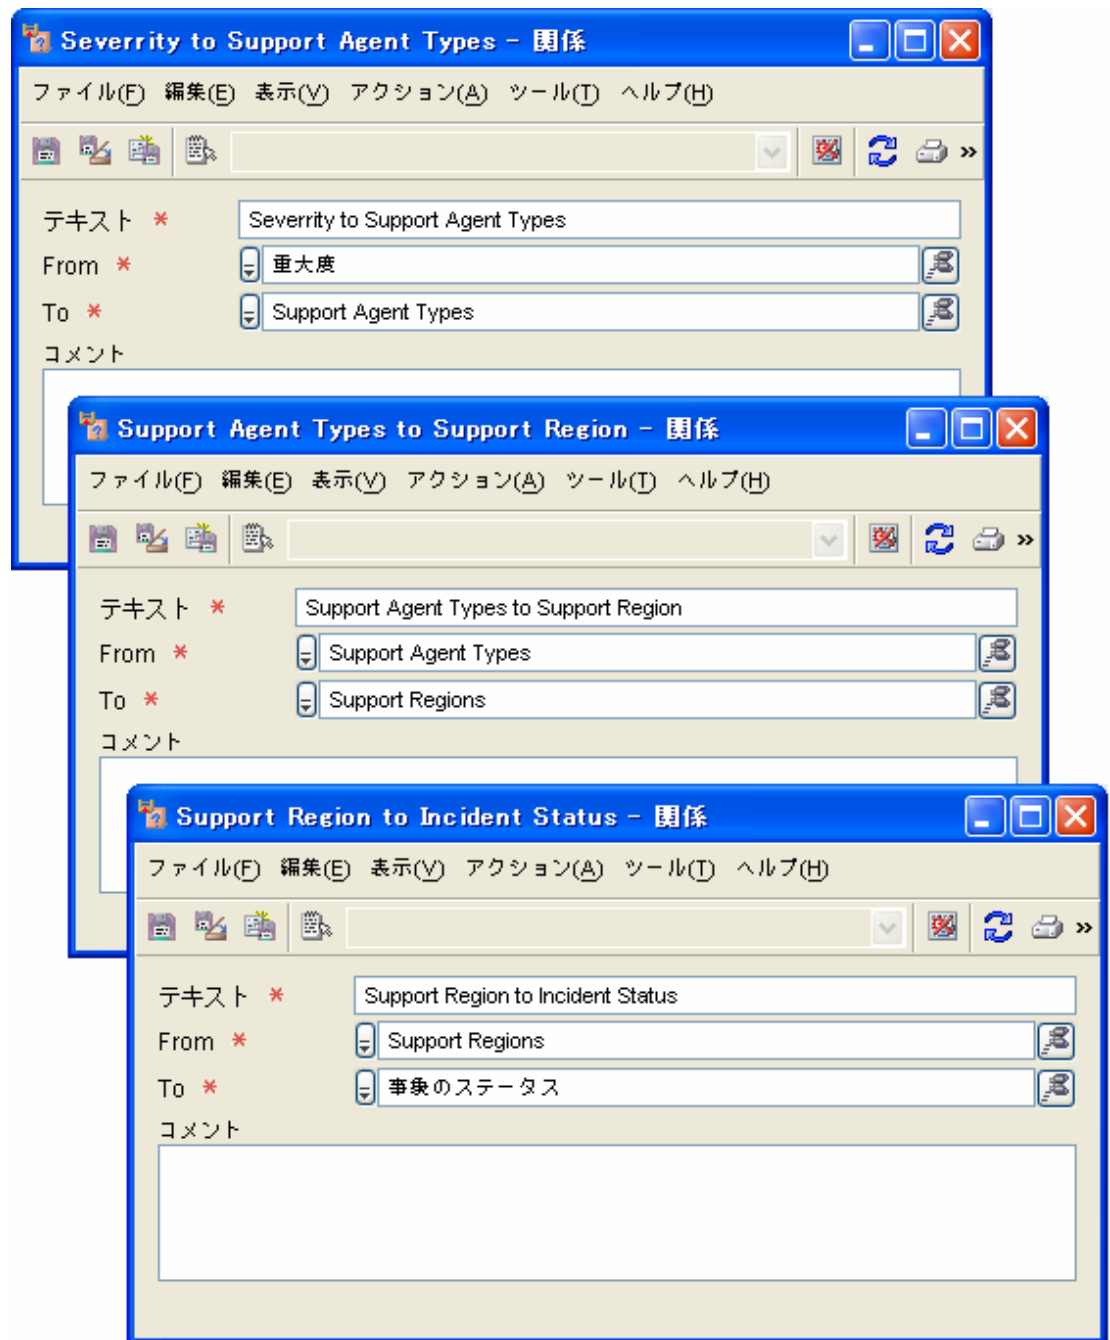 Severrity to Support Agent Types - 関係
ファイル(F) 編集(E) 表示(V) アクション(A) ツール(T) ヘルプ(H)
»
テキスト * Severrity to Support Agent Types
From * 重大度
To * Support Agent Types
コメント
Support Agent Types to Support Region - 関係
ファイル(F) 編集(E) 表示(V) アクション(A) ツール(T) ヘルプ(H)
»
テキスト * Support Agent Types to Support Region
From * Support Agent Types
To * Support Regions
コメント
Support Region to Incident Status - 関係
ファイル(F) 編集(E) 表示(V) アクション(A) ツール(T) ヘルプ(H)
»
テキスト * Support Region to Incident Status
From * Support Regions
To * 事象のステータス
コメント